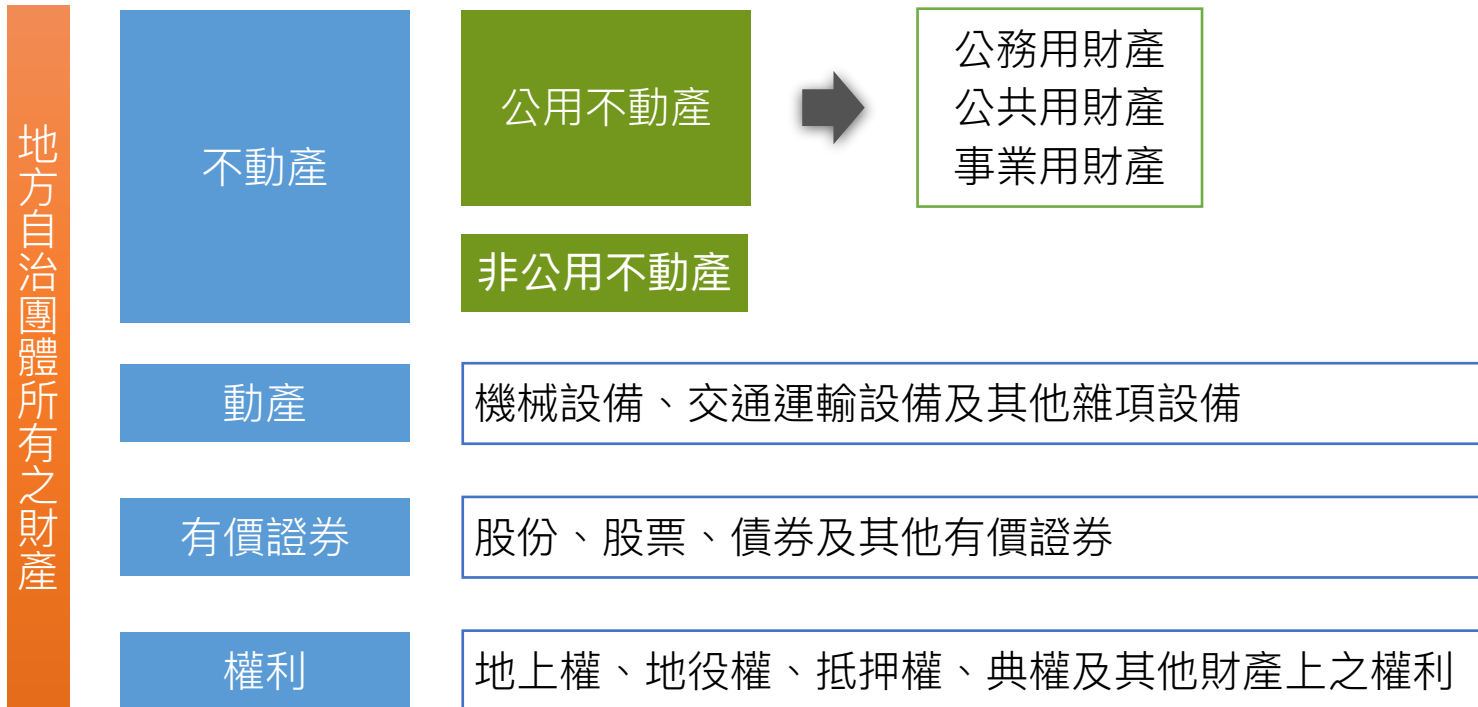 地方自治團體所有之財產
不動產
公用不動產
公務用財產
公共用財產
事業用財產
非公用不動產
動產
機械設備、交通運輸設備及其他雜項設備
有價證券
股份、股票、債券及其他有價證券
權利
地上權、地役權、抵押權、典權及其他財產上之權利